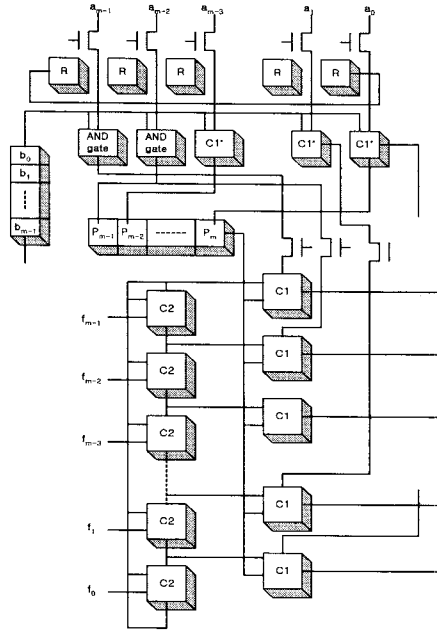 a_{m-1} a_{m-2} a_{m-3} a_1 a_0
R R R R R
AND gate AND gate C1* C1* C1*
b_0
b_1
b_{m-1}
P_{m-1} P_{m-2} ------ P_m
C1
f_{m-1} C2
C1
f_{m-2} C2
C1
f_{m-3} C2
C1
f_1 C2
C1
f_0 C2